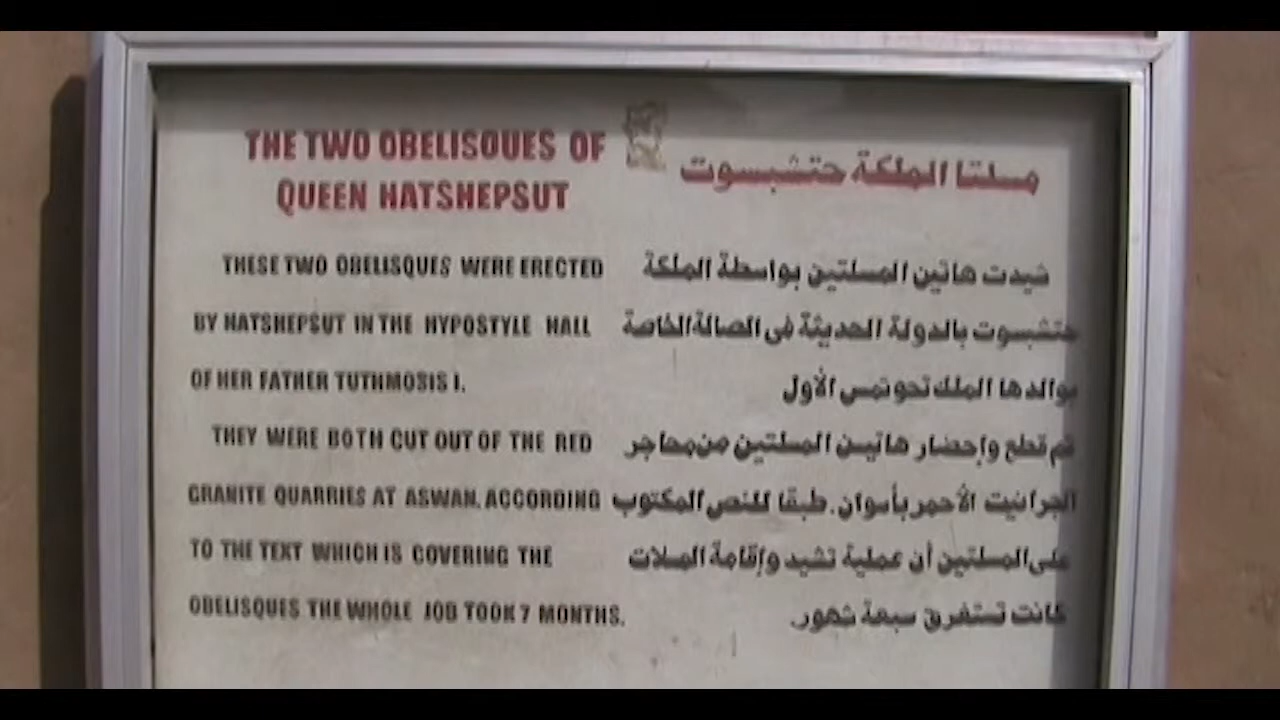 THE TWO OBELISQUES OF
QUEEN HATSHEPSUT
THESE TWO OBELISQUES WERE ERECTED
BY HATSHEPSUT IN THE HYPOSTYLE HALL
OF HER FATHER TUTHMOSIS I.
THEY WERE BOTH CUT OUT OF THE RED
GRANITE QUARRIES AT ASWAN. ACCORDING
TO THE TEXT WHICH IS COVERING THE
OBELISQUES THE WHOLE JOB TOOK 7 MONTHS.
مسلتا الملكة حتشبسوت
شيدت هاتين المسلتين بواسطة الملكة
حتشبسوت بالدولة الحديثة فى الصالة الخاصة
بوالدها الملك تحوتمس الأول
تم قطع وإحضار هاتيـن المسلتين من محاجر
الجرانيت الأحمر بأسوان. طبقا للنص المكتوب
على المسلتين أن عملية تشيد وإقامة المسلات
كانت تستغرق سبعة شهور.